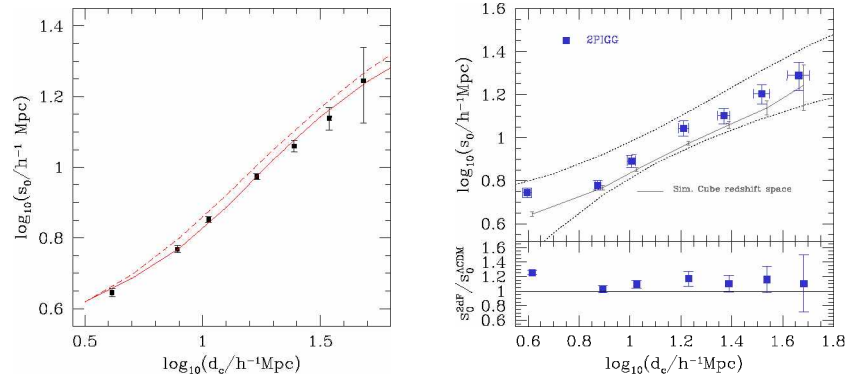 1.4
1.2
1
0.8
0.6
log₁₀(s₀/h⁻¹ Mpc)
0.5 1 1.5
log₁₀(d_c/h⁻¹Mpc)
1.6
1.4
1.2
1
0.8
0.6
log₁₀(s₀/h⁻¹Mpc)
2PIGG
Sim. Cube redshift space
1.6
1.4
1.2
1
0.8
0.6
s₀^2dF/s₀^ΛCDM
0.6 0.8 1 1.2 1.4 1.6 1.8
log₁₀(d_c/h⁻¹Mpc)